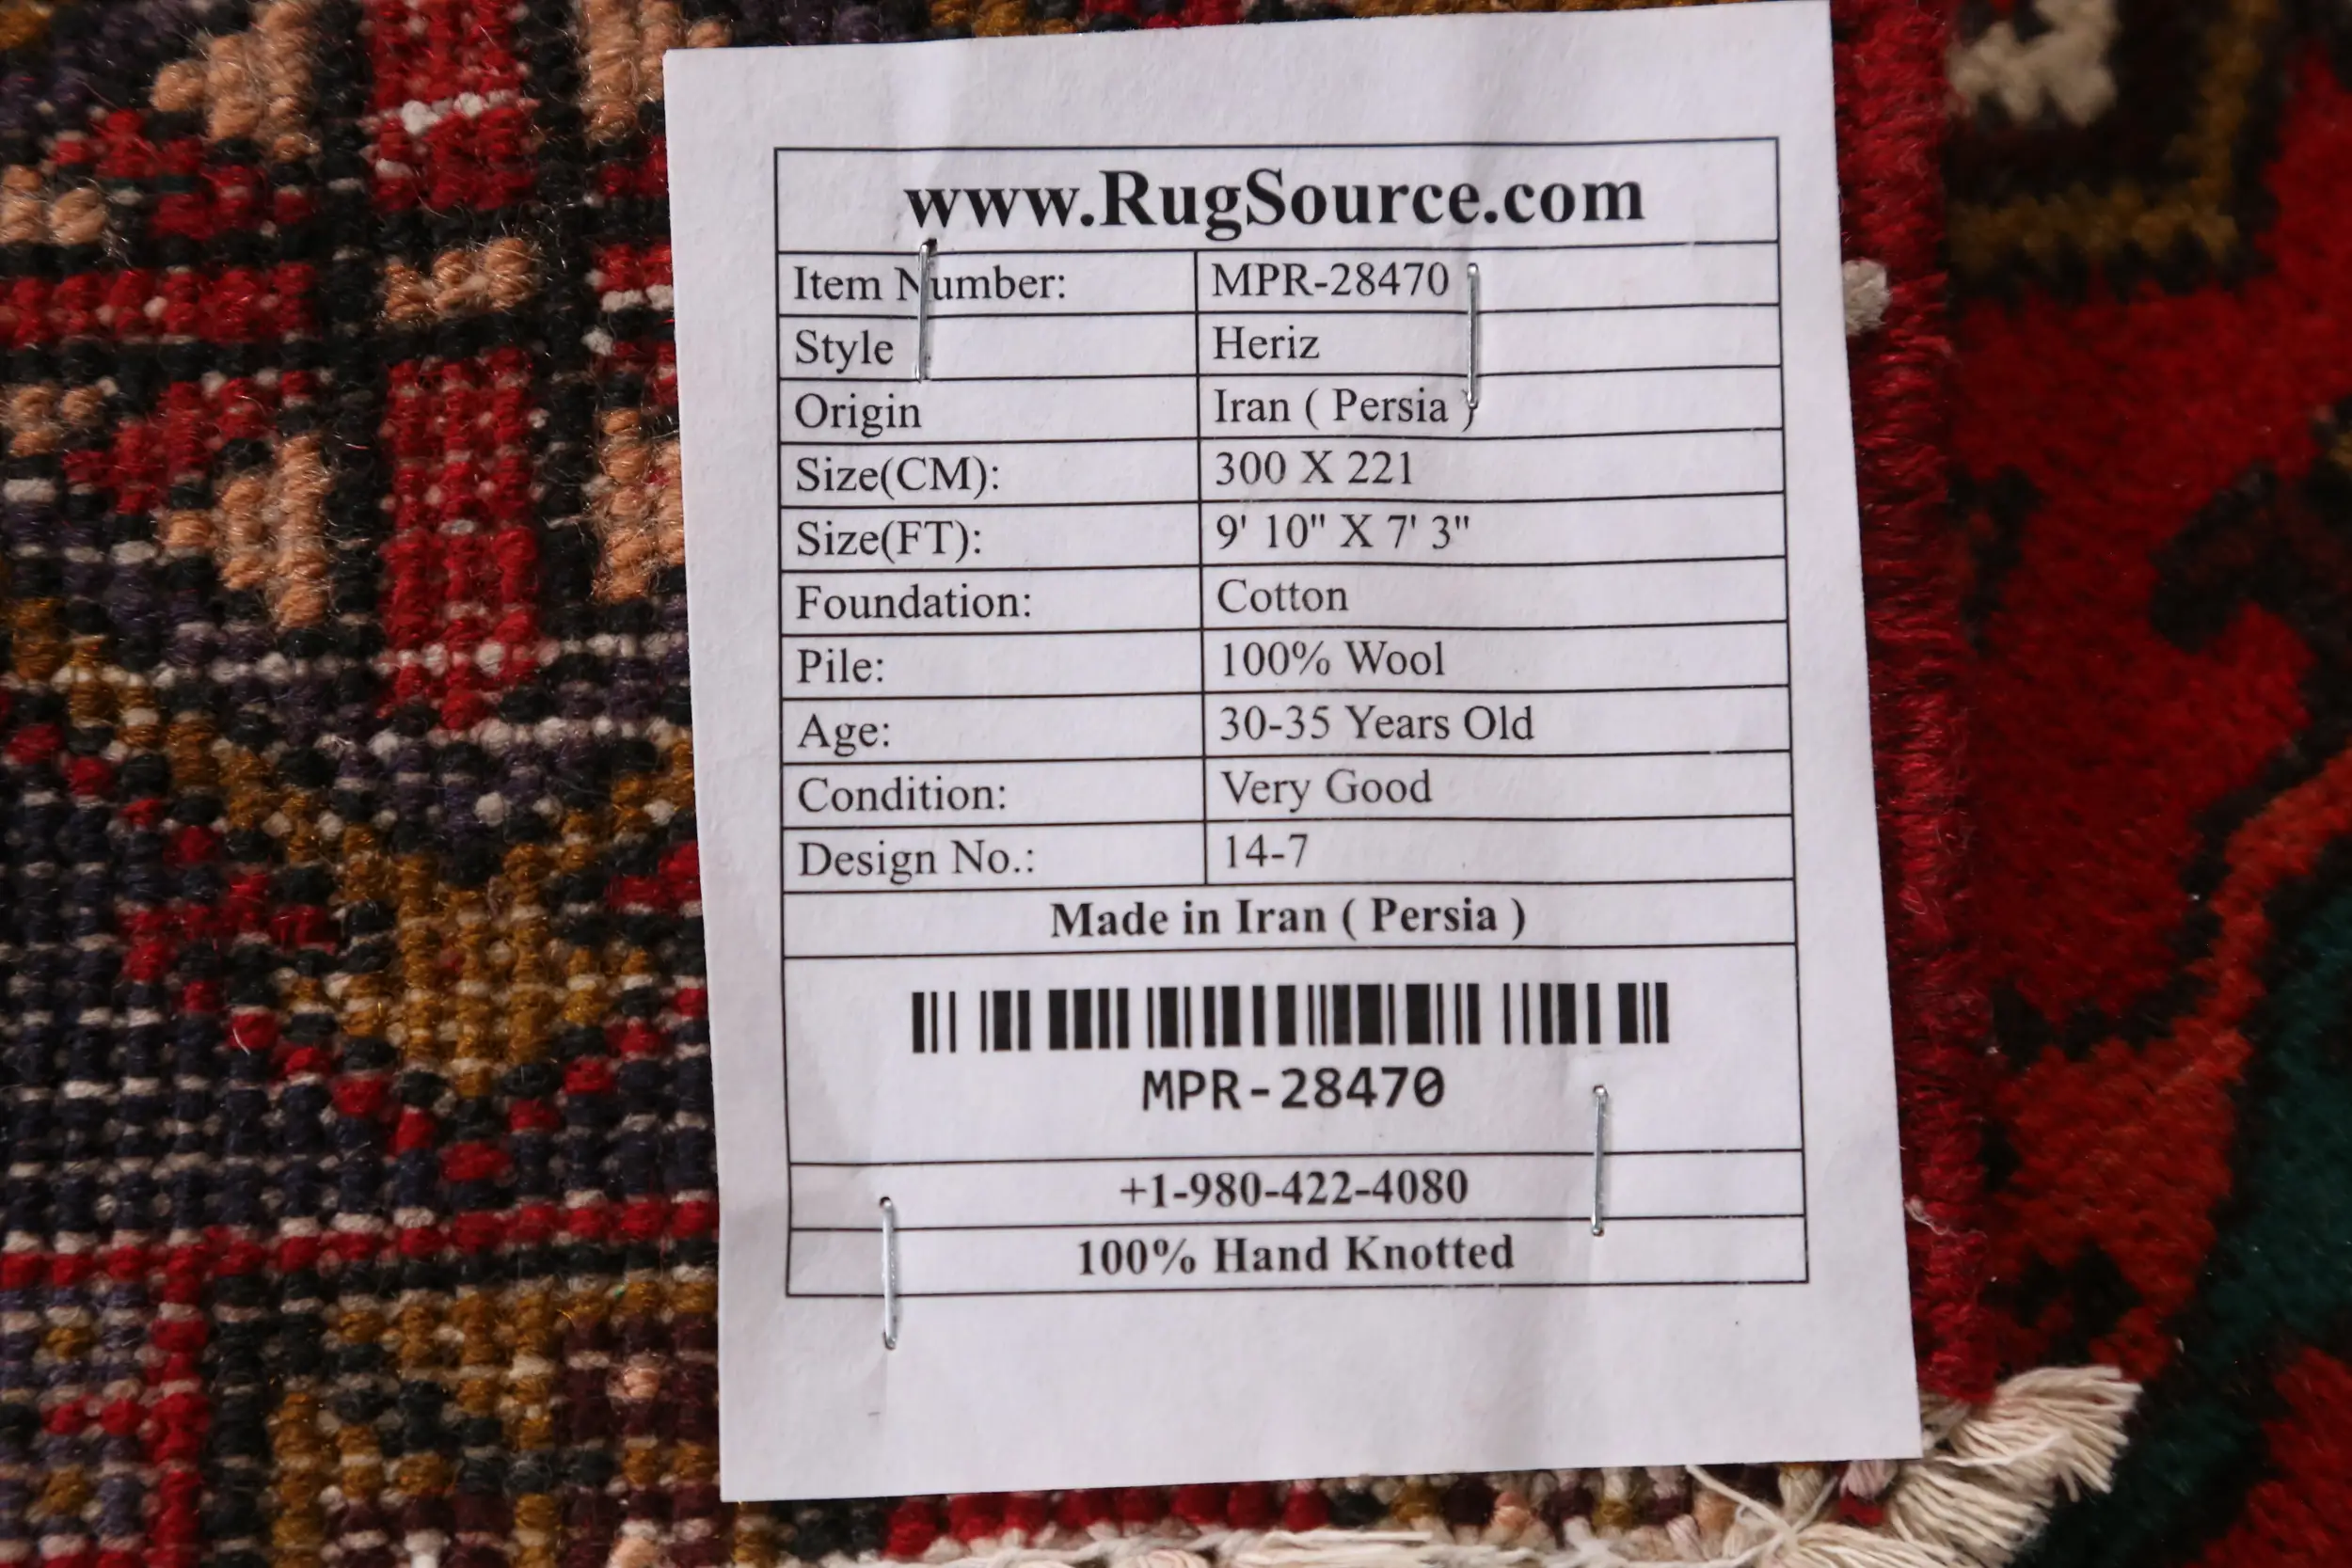 www.RugSource.com
Item Number: MPR-28470
Style Heriz
Origin Iran ( Persia )
Size(CM): 300 X 221
Size(FT): 9' 10" X 7' 3"
Foundation: Cotton
Pile: 100% Wool
Age: 30-35 Years Old
Condition: Very Good
Design No.: 14-7
Made in Iran ( Persia )
MPR-28470
+1-980-422-4080
100% Hand Knotted